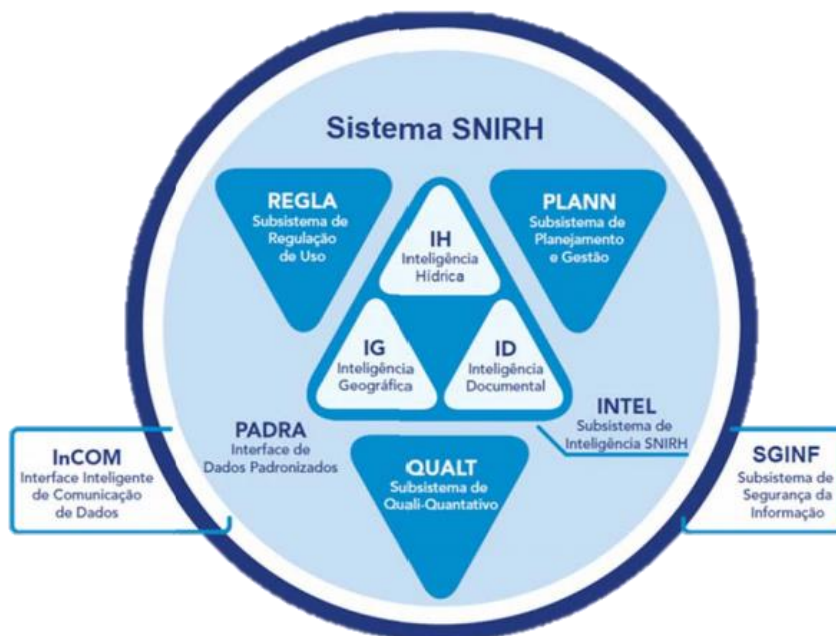 Sistema SNIRH
REGLA
Subsistema de
Regulação
de Uso
PLANN
Subsistema de
Planejamento
e Gestão
IH
Inteligência
Hídrica
IG
Inteligência
Geográfica
ID
Inteligência
Documental
INTEL
Subsistema de
Inteligência SNIRH
PADRA
Interface de
Dados Padronizados
InCOM
Interface Inteligente
de Comunicação
de Dados
QUALT
Subsistema de
Quali-Quantativo
SGINF
Subsistema de
Segurança da
Informação